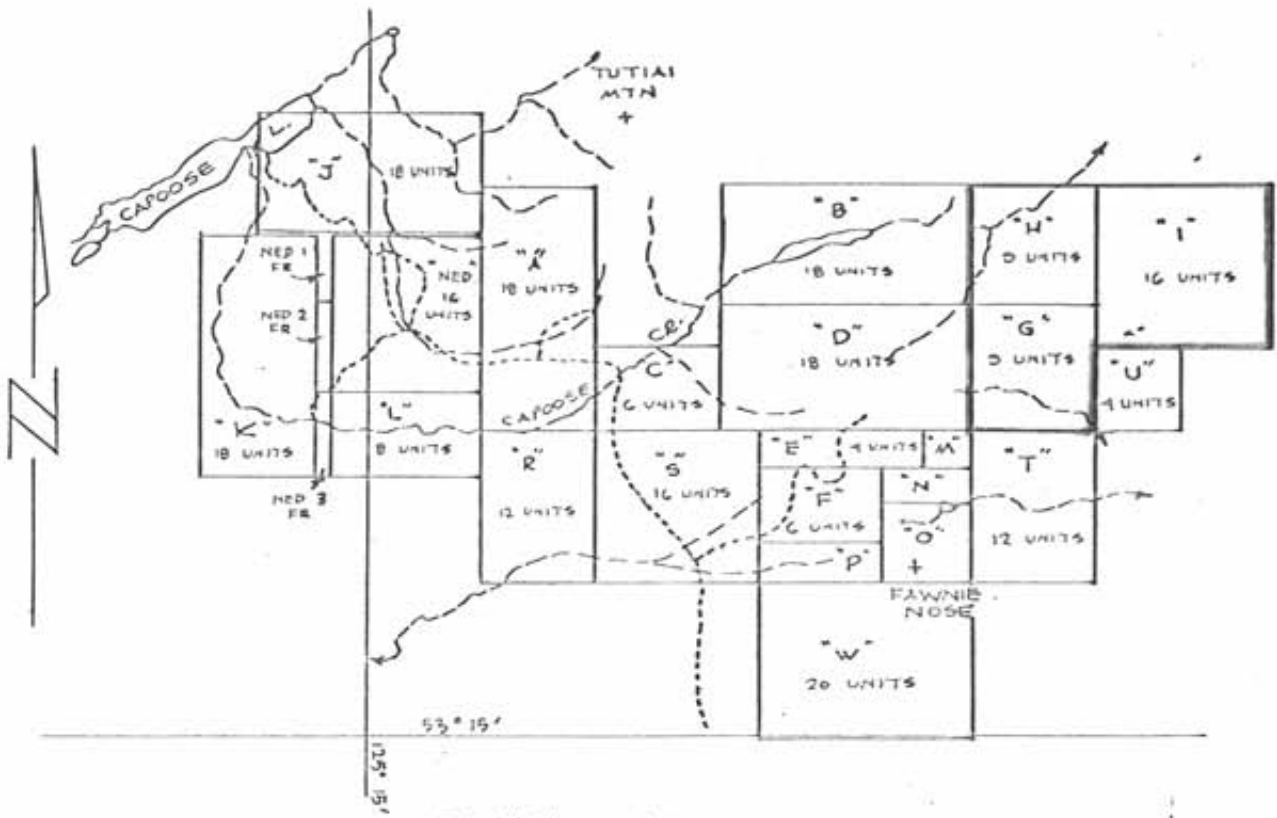 TUTIAI
MTN
+
CAPOOSE L.
"J"
18 UNITS
"B"
18 UNITS
"H"
9 UNITS
"I"
16 UNITS
NED 1
FR
"NED"
16
UNITS
"A"
18 UNITS
NED 2
FR
"D"
18 UNITS
"G"
9 UNITS
CAPOOSE CR.
"C"
6 UNITS
"U"
4 UNITS
"K"
18 UNITS
"L"
8 UNITS
NED 3
FR
"R"
12 UNITS
"S"
16 UNITS
"E"
4 UNITS
"M"
"F"
6 UNITS
"N"
"O"
+
"P"
"T"
12 UNITS
FAWNIE
NOSE
"W"
20 UNITS
53° 15'
125° 15'
N